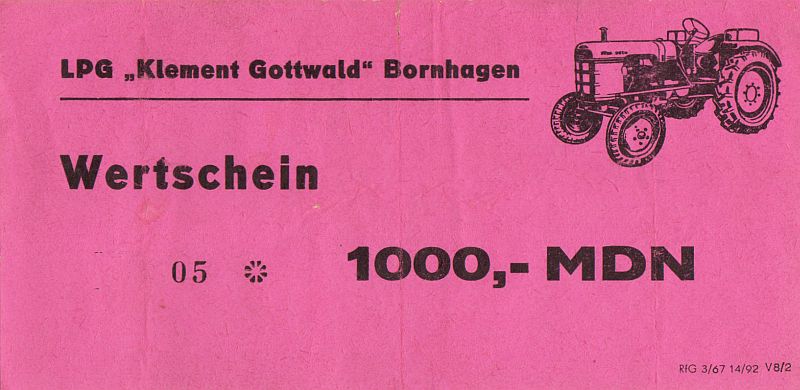 LPG „Klement Gottwald“ Bornhagen
Wertschein
05 * 1000,- MDN
RfG 3/67 14/92 V8/2